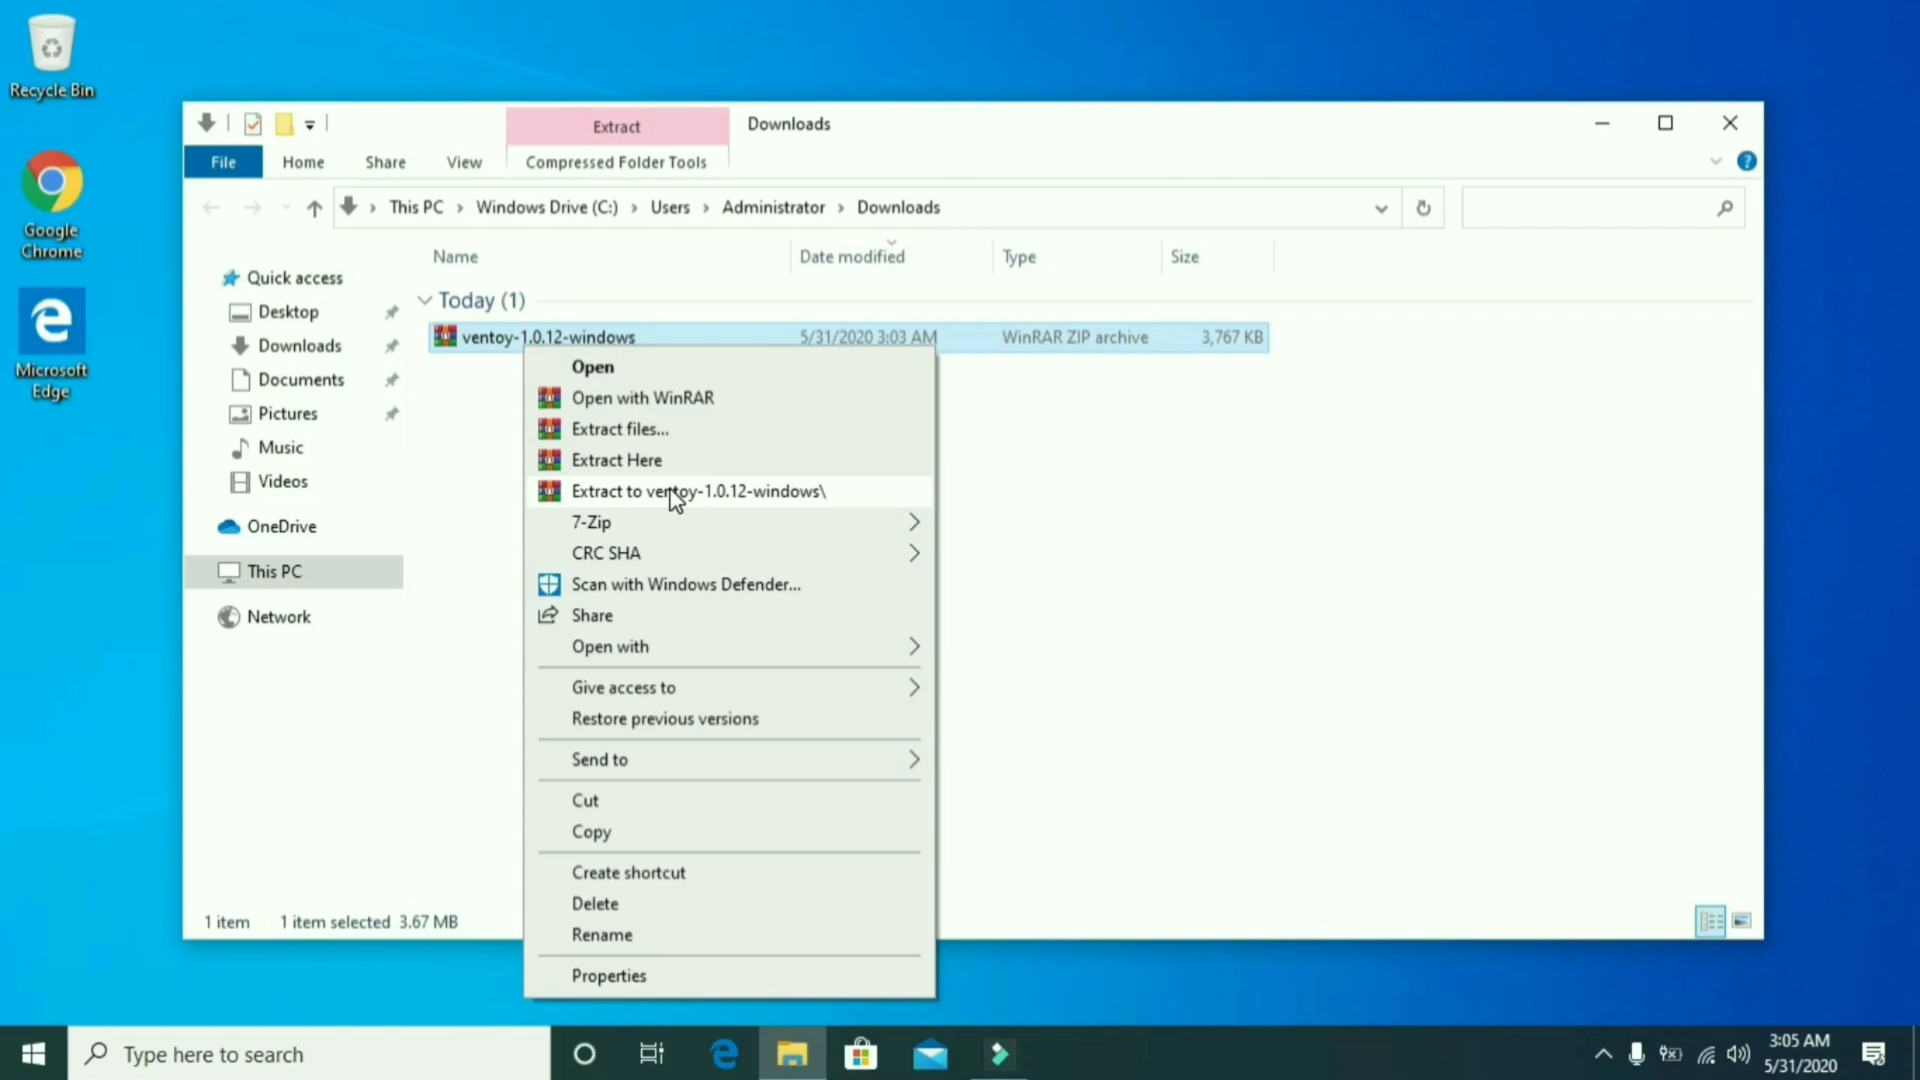 Recycle Bin
Google
Chrome
Microsoft
Edge
Extract
Downloads
File
Home
Share
View
Compressed Folder Tools
This PC > Windows Drive (C:) > Users > Administrator > Downloads
Name
Date modified
Type
Size
Quick access
Desktop
Downloads
Documents
Pictures
Music
Videos
OneDrive
This PC
Network
Today (1)
ventoy-1.0.12-windows
5/31/2020 3:03 AM
WinRAR ZIP archive
3,767 KB
Open
Open with WinRAR
Extract files...
Extract Here
Extract to ventoy-1.0.12-windows\
7-Zip
CRC SHA
Scan with Windows Defender...
Share
Open with
Give access to
Restore previous versions
Send to
Cut
Copy
Create shortcut
Delete
Rename
Properties
1 item
1 item selected 3.67 MB
Type here to search
3:05 AM
5/31/2020